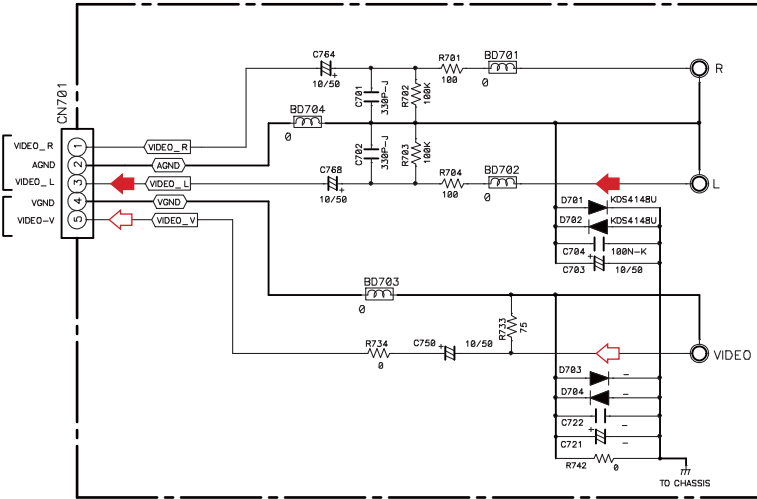 C764
+
10/50
R701
100
BD701
0
R
CN701
C701
330P-J
R702
100K
BD704
0
VIDEO_R
1
VIDEO_R
AGND
2
AGND
VIDEO_L
3
VIDEO_L
VGND
4
VGND
VIDEO-V
5
VIDEO_V
C702
330P-J
R703
100K
C768
+
10/50
R704
100
BD702
0
L
D701
KDS4148U
D702
KDS4148U
C704
100N-K
C703
+
10/50
BD703
0
R733
75
R734
0
C750
+
10/50
VIDEO
D703
-
D704
-
C722
C721
+
-
-
R742
0
TO CHASSIS